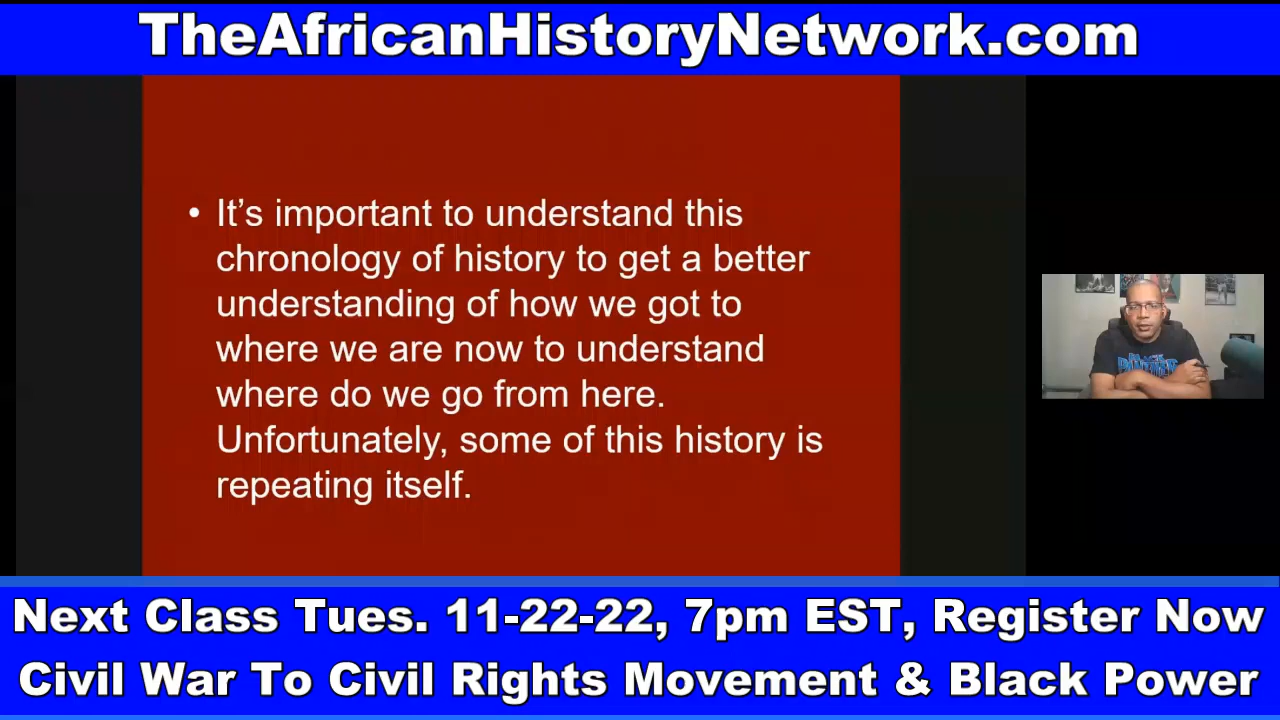 TheAfricanHistoryNetwork.com
• It’s important to understand this
chronology of history to get a better
understanding of how we got to
where we are now to understand
where do we go from here.
Unfortunately, some of this history is
repeating itself.
BLACK
PANTHER
Next Class Tues. 11-22-22, 7pm EST, Register Now
Civil War To Civil Rights Movement & Black Power